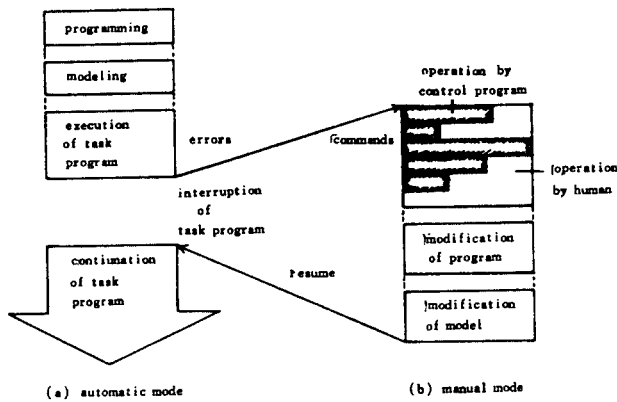 programming
modeling
execution
of task
program
errors
interruption
of
task program
contiunation
of task
program
resume
(a) automatic mode
operation by
control program
commands
operation
by human
modification
of program
modification
of model
(b) manual mode